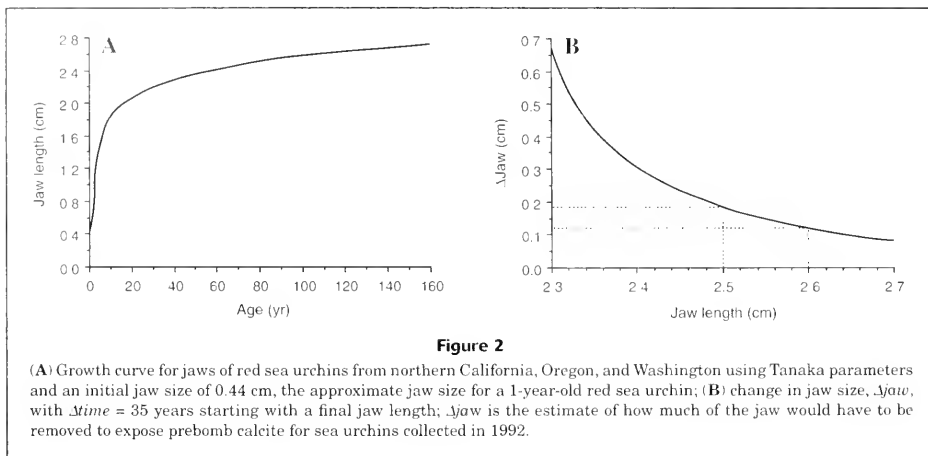 A
2 8
2 4
2 0
1 6
1 2
0 8
0 4
0 0
Jaw length (cm)
0 20 40 60 80 100 120 140 160
Age (yr)
B
0 7
0.6
0.5
0 4
0 3
0 2
0.1
0.0
ΔJaw (cm)
2 3 2 4 2 5 2 6 2 7
Jaw length (cm)
Figure 2
(A) Growth curve for jaws of red sea urchins from northern California, Oregon, and Washington using Tanaka parameters
and an initial jaw size of 0.44 cm, the approximate jaw size for a 1-year-old red sea urchin; (B) change in jaw size, Δjaw,
with Δtime = 35 years starting with a final jaw length; Δjaw is the estimate of how much of the jaw would have to be
removed to expose prebomb calcite for sea urchins collected in 1992.